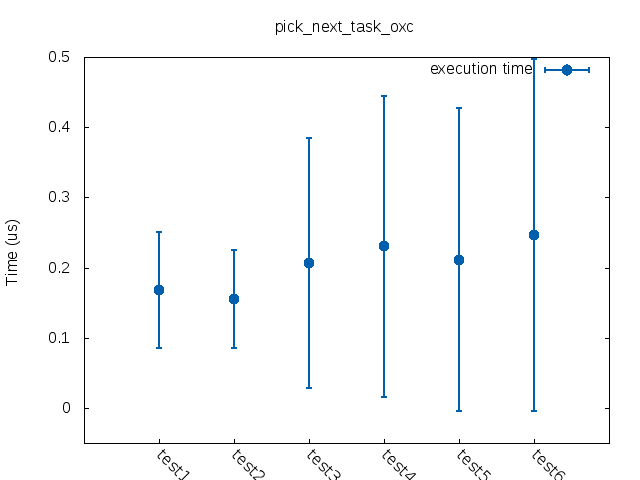 pick_next_task_oxc
execution time
Time (us)
0.5
0.4
0.3
0.2
0.1
0
test1
test2
test3
test4
test5
test6